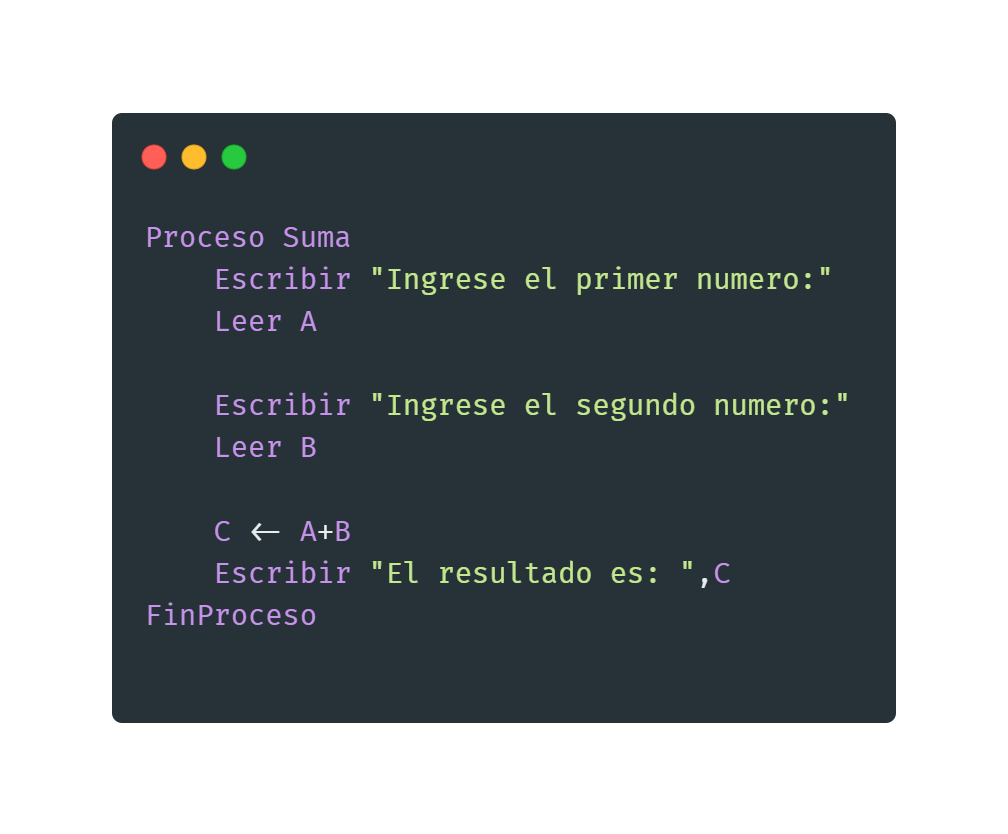 Proceso Suma
    Escribir "Ingrese el primer numero:"
    Leer A

    Escribir "Ingrese el segundo numero:"
    Leer B

    C <- A+B
    Escribir "El resultado es: ",C
FinProceso